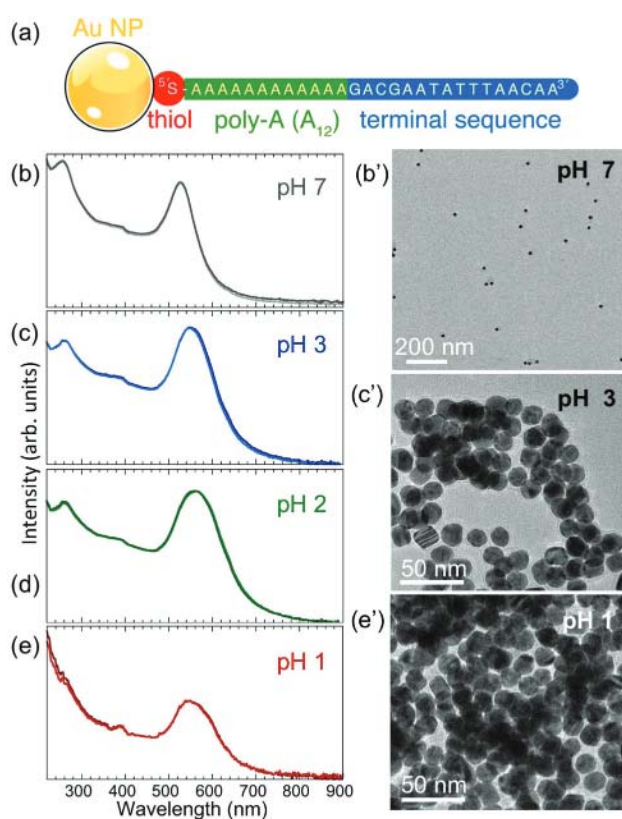 (a)
Au NP
5′S-AAAAAAAAAAAAGACGAATATTTAACAA3′
thiol poly-A (A12) terminal sequence
(b) pH 7
(b') pH 7
200 nm
(c) pH 3
(c') pH 3
50 nm
(d) pH 2
(e) pH 1
(e') pH 1
50 nm
Intensity (arb. units)
300 400 500 600 700 800 900
Wavelength (nm)